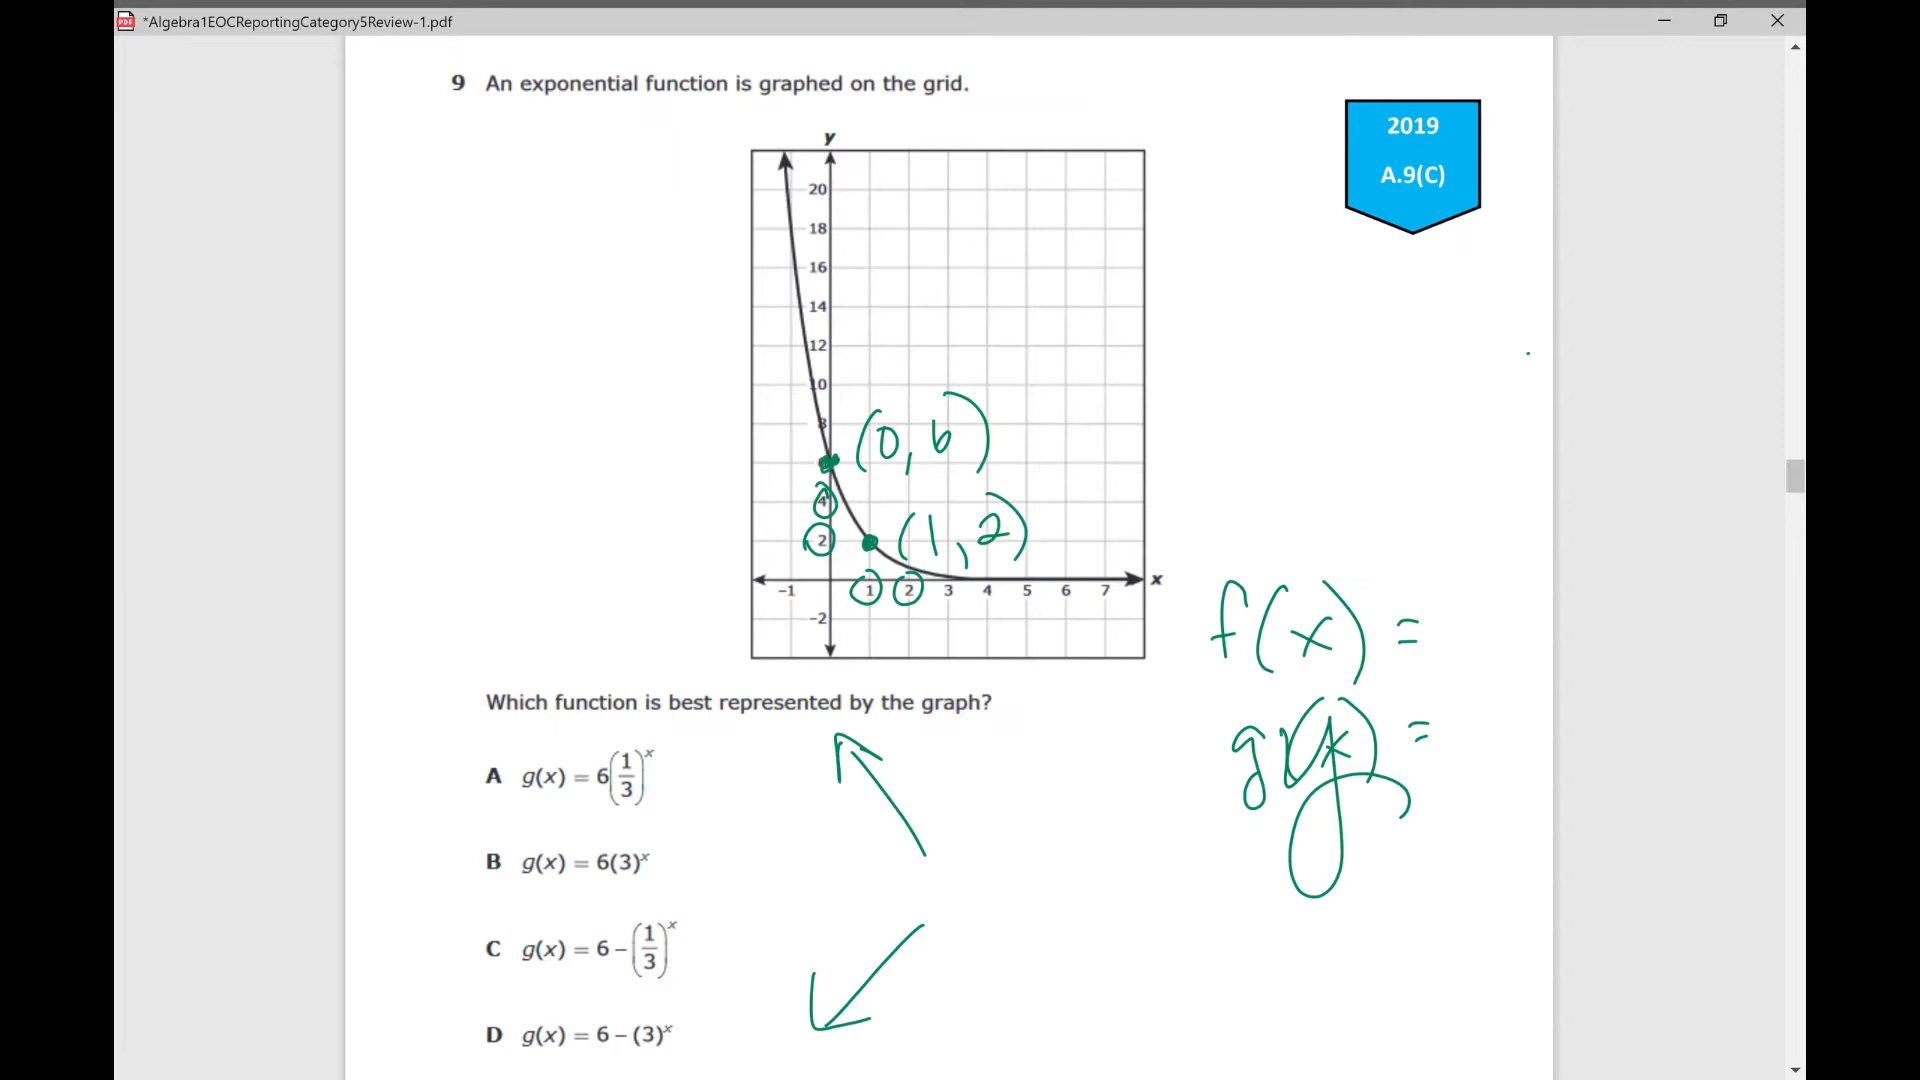 *Algebra1EOCReportingCategory5Review-1.pdf
9 An exponential function is graphed on the grid.
2019
A.9(C)
y
20
18
16
14
12
10
8
(0, 6)
4
2
(1, 2)
-1 1 2 3 4 5 6 7 x
-2
f(x) =
Which function is best represented by the graph?
g(x) =
A g(x) = 6(1/3)^x
B g(x) = 6(3)^x
C g(x) = 6 – (1/3)^x
D g(x) = 6 – (3)^x